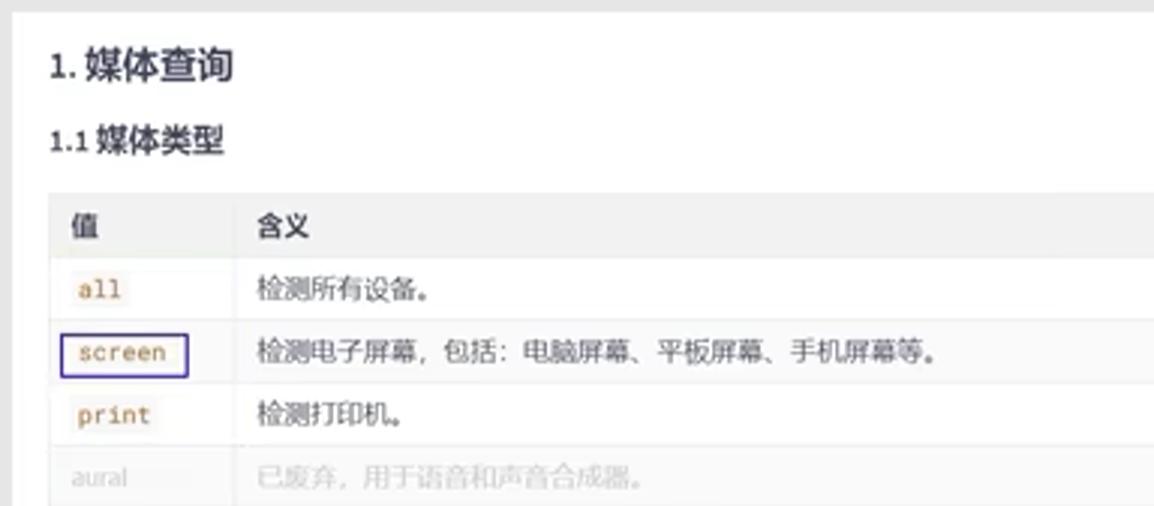 1. 媒体查询
1.1 媒体类型
值 含义
all 检测所有设备。
screen 检测电子屏幕，包括：电脑屏幕、平板屏幕、手机屏幕等。
print 检测打印机。
aural 已废弃，用于语音和声音合成器。